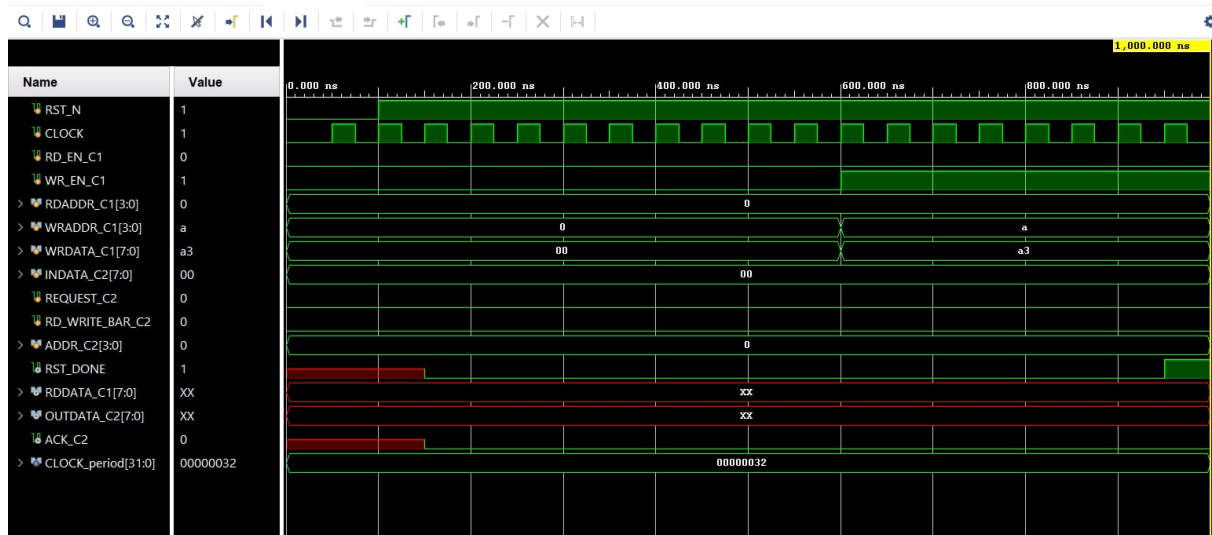 1,000.000 ns
Name Value 0.000 ns 200.000 ns 400.000 ns 600.000 ns 800.000 ns
RST_N 1
CLOCK 1
RD_EN_C1 0
WR_EN_C1 1
RDADDR_C1[3:0] 0 0
WRADDR_C1[3:0] a 0 a
WRDATA_C1[7:0] a3 00 a3
INDATA_C2[7:0] 00 00
REQUEST_C2 0
RD_WRITE_BAR_C2 0
ADDR_C2[3:0] 0 0
RST_DONE 1
RDDATA_C1[7:0] XX XX
OUTDATA_C2[7:0] XX XX
ACK_C2 0
CLOCK_period[31:0] 00000032 00000032